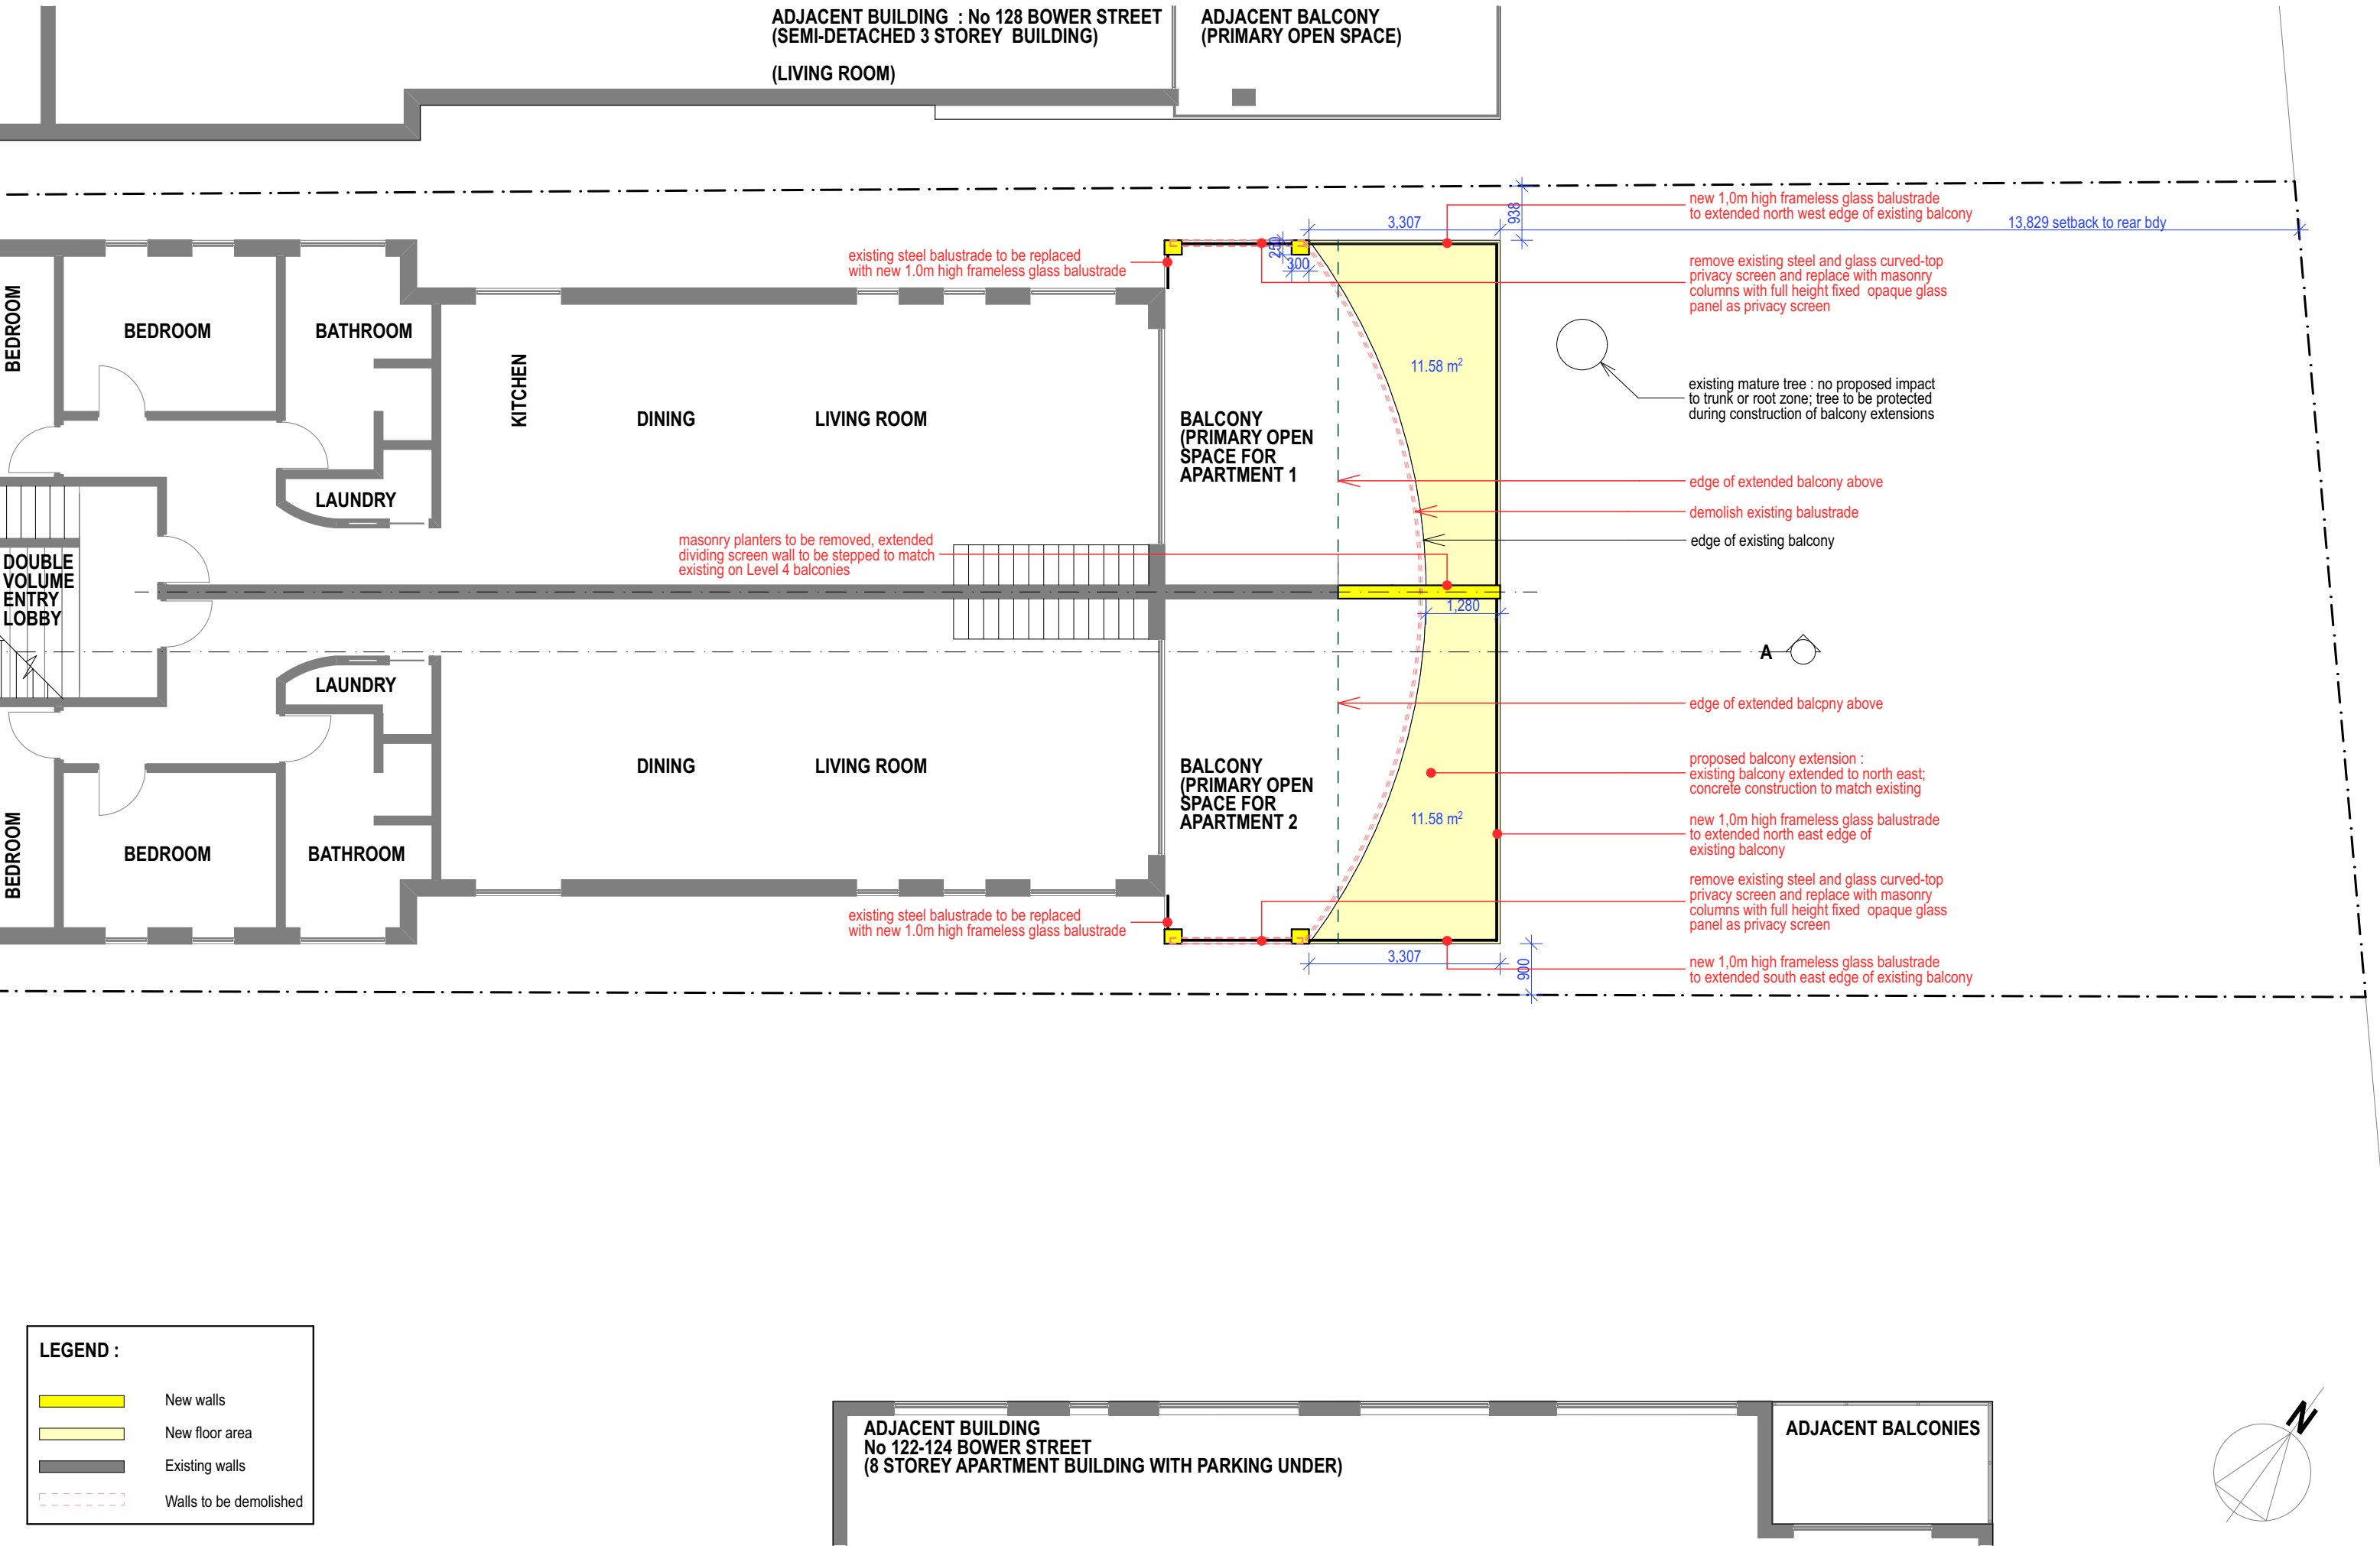 ADJACENT BUILDING : No 128 BOWER STREET
(SEMI-DETACHED 3 STOREY BUILDING)
(LIVING ROOM)
ADJACENT BALCONY
(PRIMARY OPEN SPACE)
938
3,307
13,829 setback to rear bdy
250
300
new 1,0m high frameless glass balustrade
to extended north west edge of existing balcony
existing steel balustrade to be replaced
with new 1.0m high frameless glass balustrade
remove existing steel and glass curved-top
privacy screen and replace with masonry
columns with full height fixed opaque glass
panel as privacy screen
BEDROOM
BEDROOM
BATHROOM
KITCHEN
DINING
LIVING ROOM
BALCONY
(PRIMARY OPEN
SPACE FOR
APARTMENT 1
11.58 m²
existing mature tree : no proposed impact
to trunk or root zone; tree to be protected
during construction of balcony extensions
edge of extended balcony above
demolish existing balustrade
edge of existing balcony
LAUNDRY
masonry planters to be removed, extended
dividing screen wall to be stepped to match
existing on Level 4 balconies
DOUBLE
VOLUME
ENTRY
LOBBY
1,280
A
LAUNDRY
edge of extended balcpny above
BEDROOM
BEDROOM
BATHROOM
DINING
LIVING ROOM
BALCONY
(PRIMARY OPEN
SPACE FOR
APARTMENT 2
11.58 m²
proposed balcony extension :
existing balcony extended to north east;
concrete construction to match existing
new 1,0m high frameless glass balustrade
to extended north east edge of
existing balcony
remove existing steel and glass curved-top
privacy screen and replace with masonry
columns with full height fixed opaque glass
panel as privacy screen
existing steel balustrade to be replaced
with new 1.0m high frameless glass balustrade
3,307
900
new 1,0m high frameless glass balustrade
to extended south east edge of existing balcony
LEGEND :
New walls
New floor area
Existing walls
Walls to be demolished
ADJACENT BUILDING
No 122-124 BOWER STREET
(8 STOREY APARTMENT BUILDING WITH PARKING UNDER)
ADJACENT BALCONIES
N